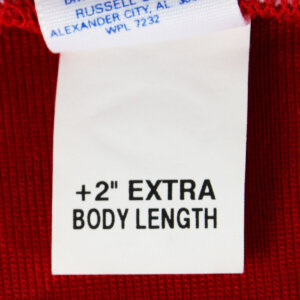 RUSSELL
ALEXANDER CITY, AL
WPL 7232
+2" EXTRA
BODY LENGTH